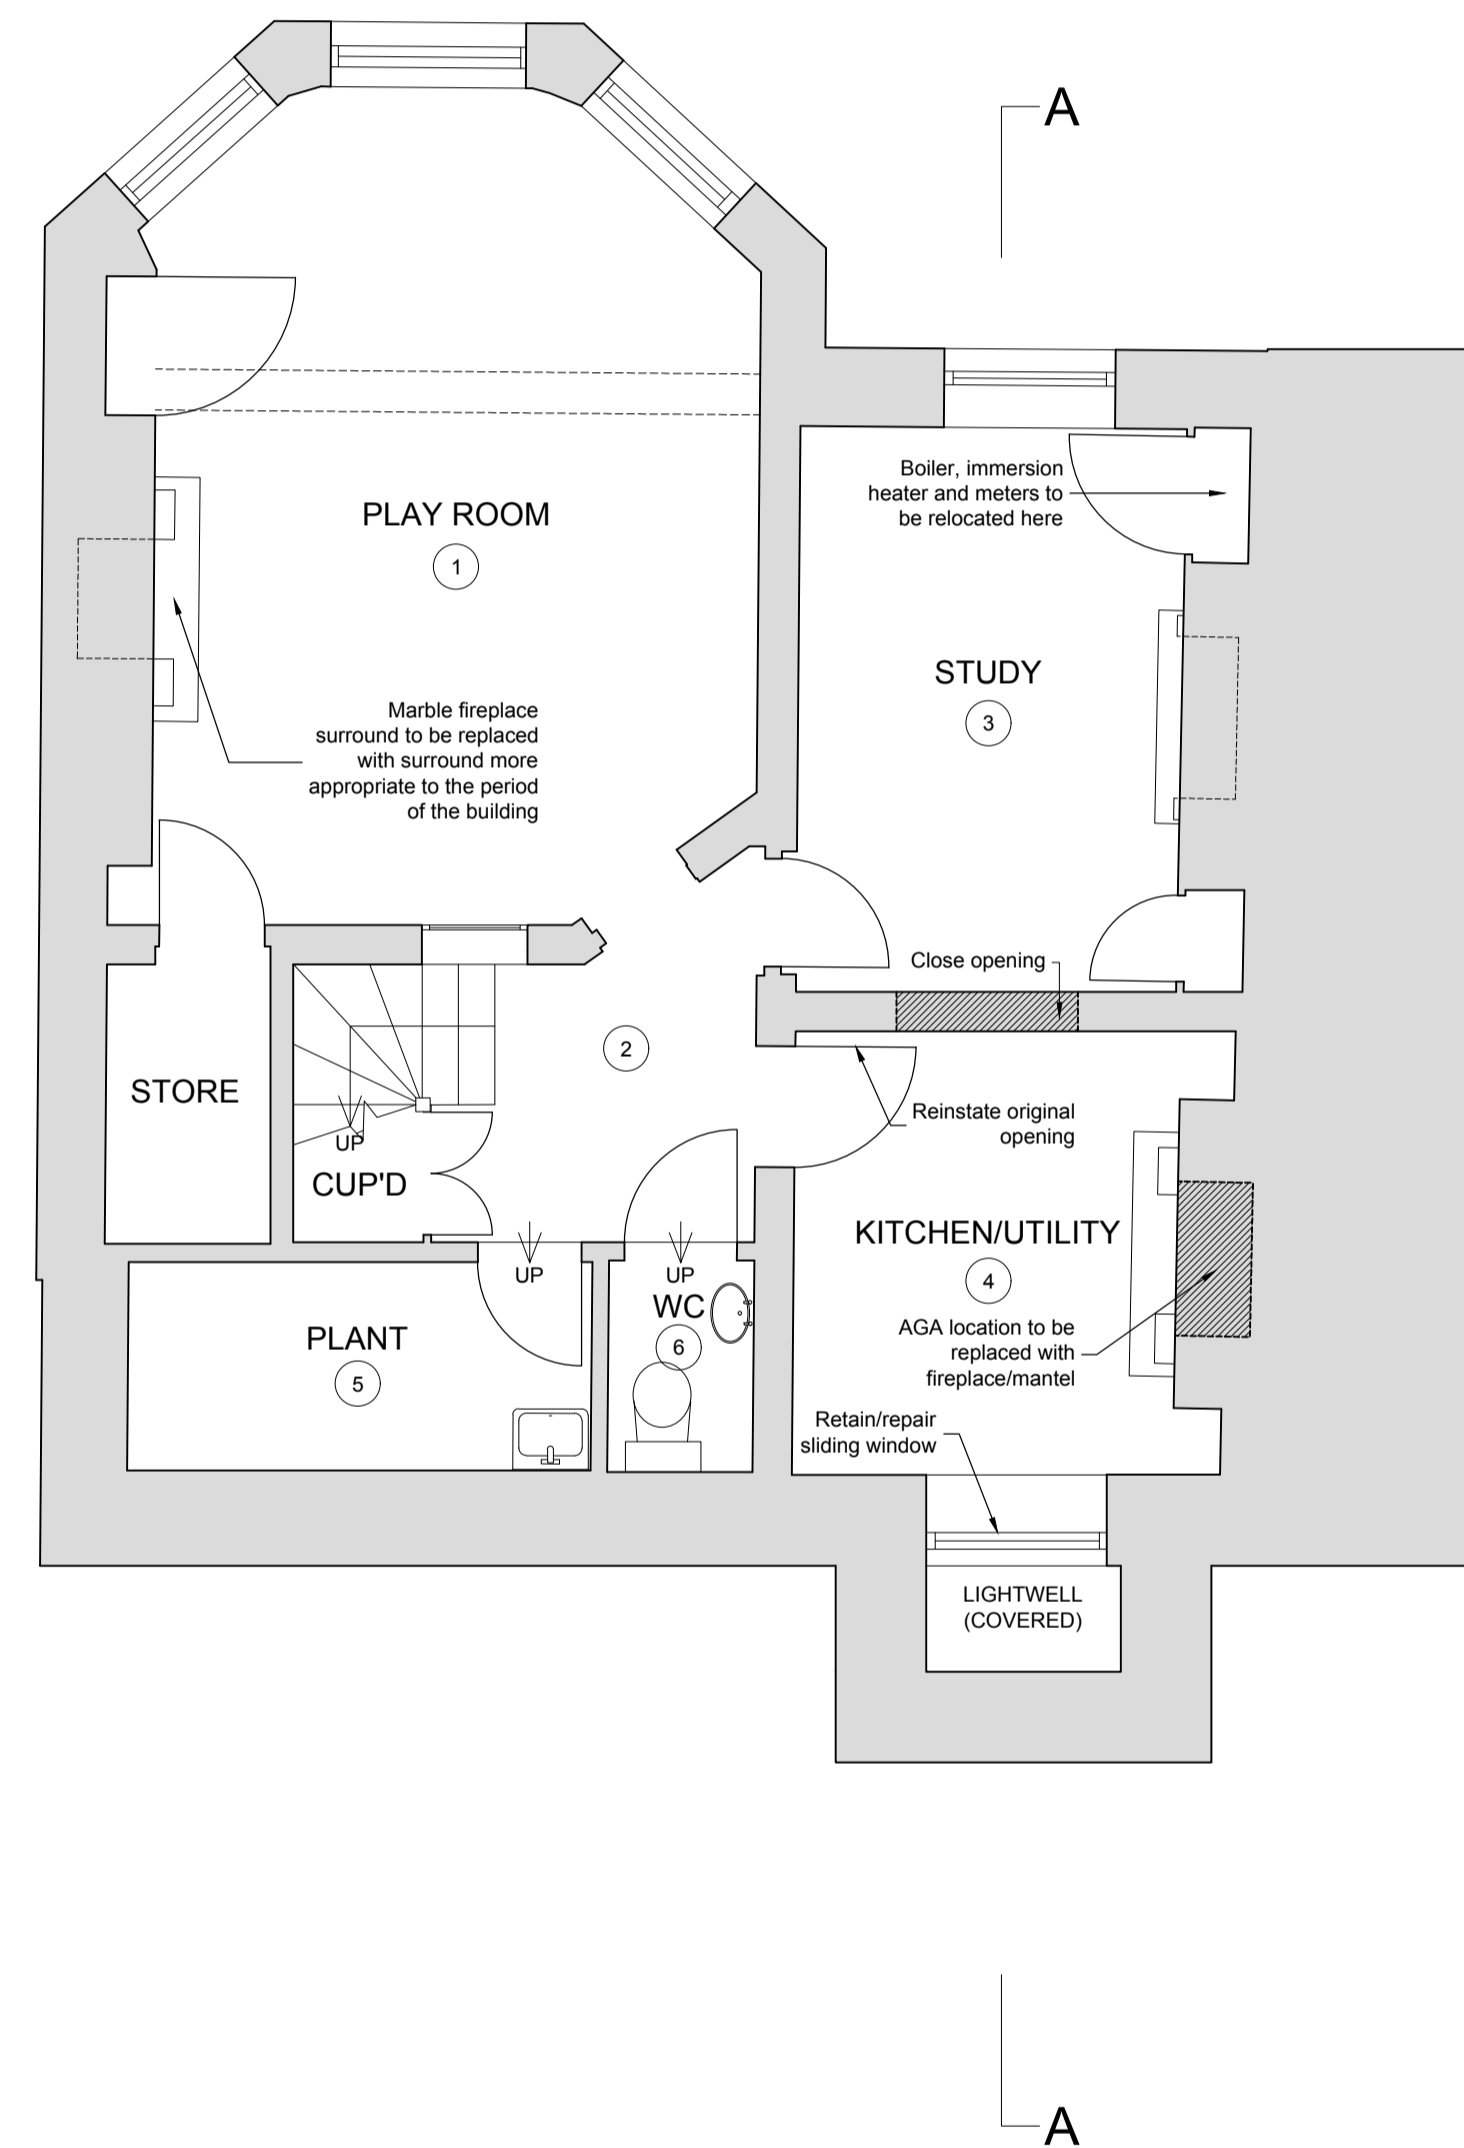 A
PLAY ROOM
1
Marble fireplace
surround to be replaced
with surround more
appropriate to the period
of the building
Boiler, immersion
heater and meters to
be relocated here
STUDY
3
Close opening
2
STORE
UP
CUP'D
Reinstate original
opening
KITCHEN/UTILITY
4
AGA location to be
replaced with
fireplace/mantel
UP
UP
WC
6
PLANT
5
Retain/repair
sliding window
LIGHTWELL
(COVERED)
A